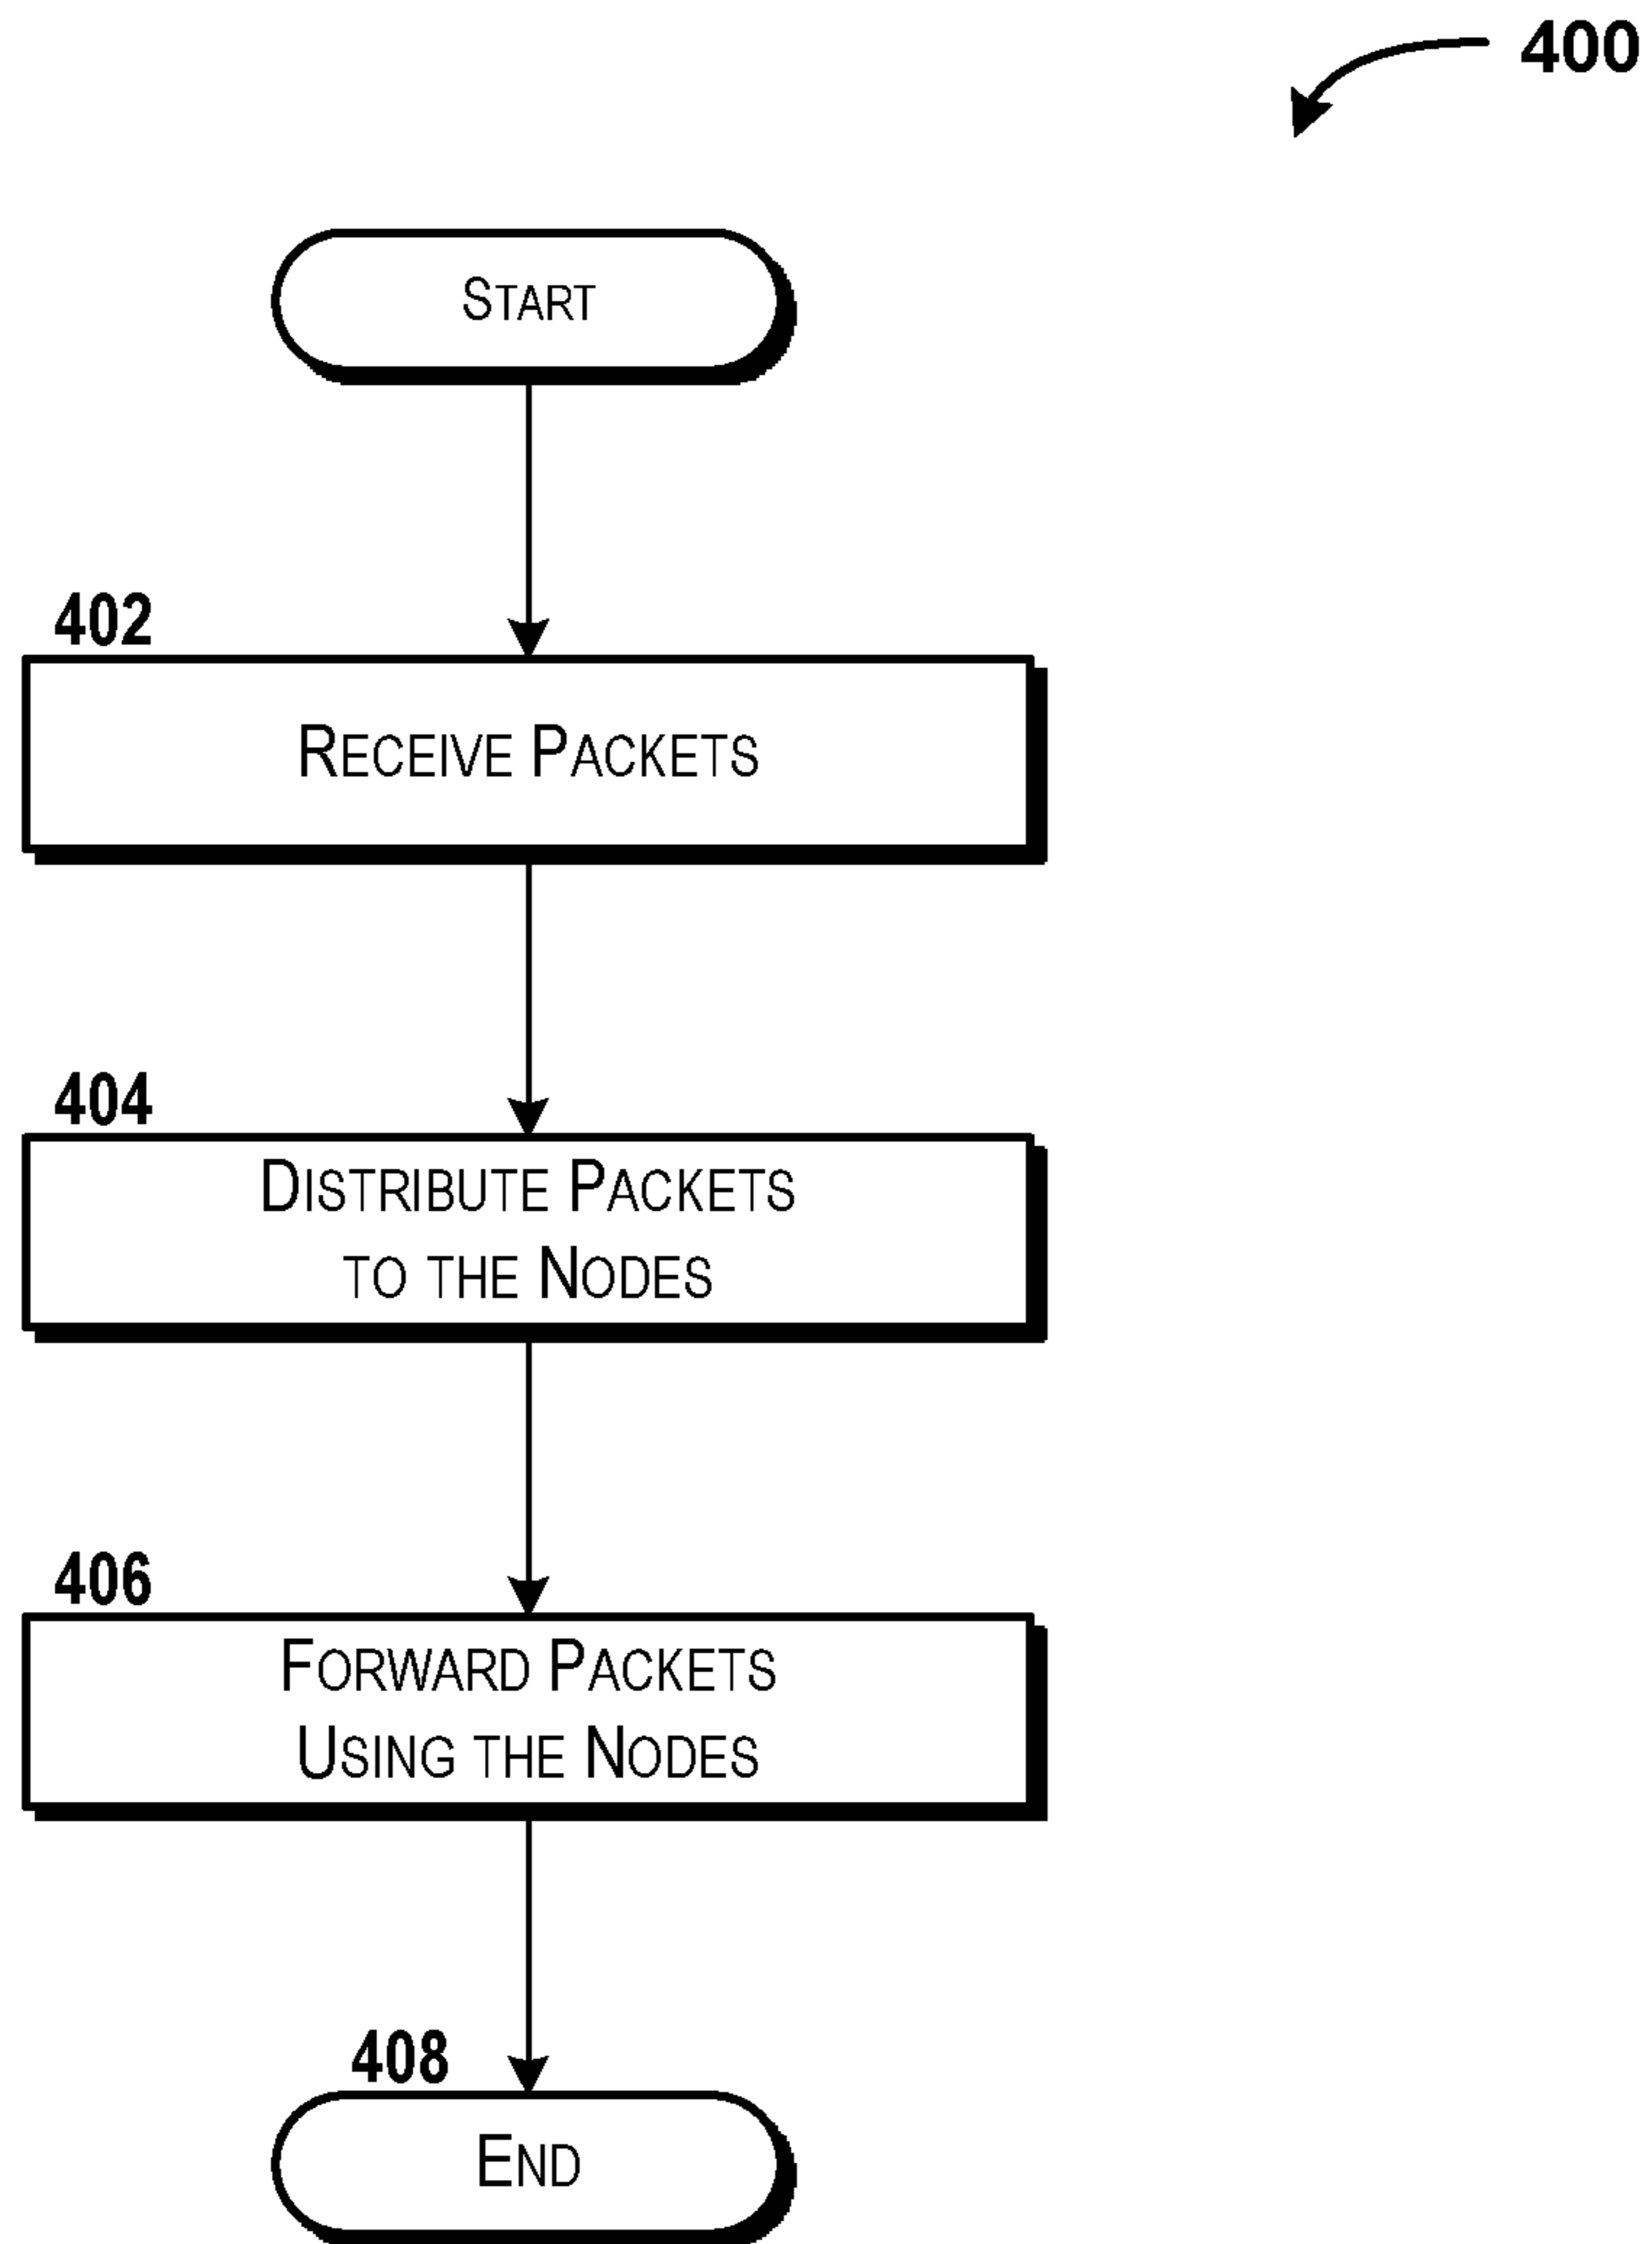 400
START
402
RECEIVE PACKETS
404
DISTRIBUTE PACKETS
TO THE NODES
406
FORWARD PACKETS
USING THE NODES
408
END